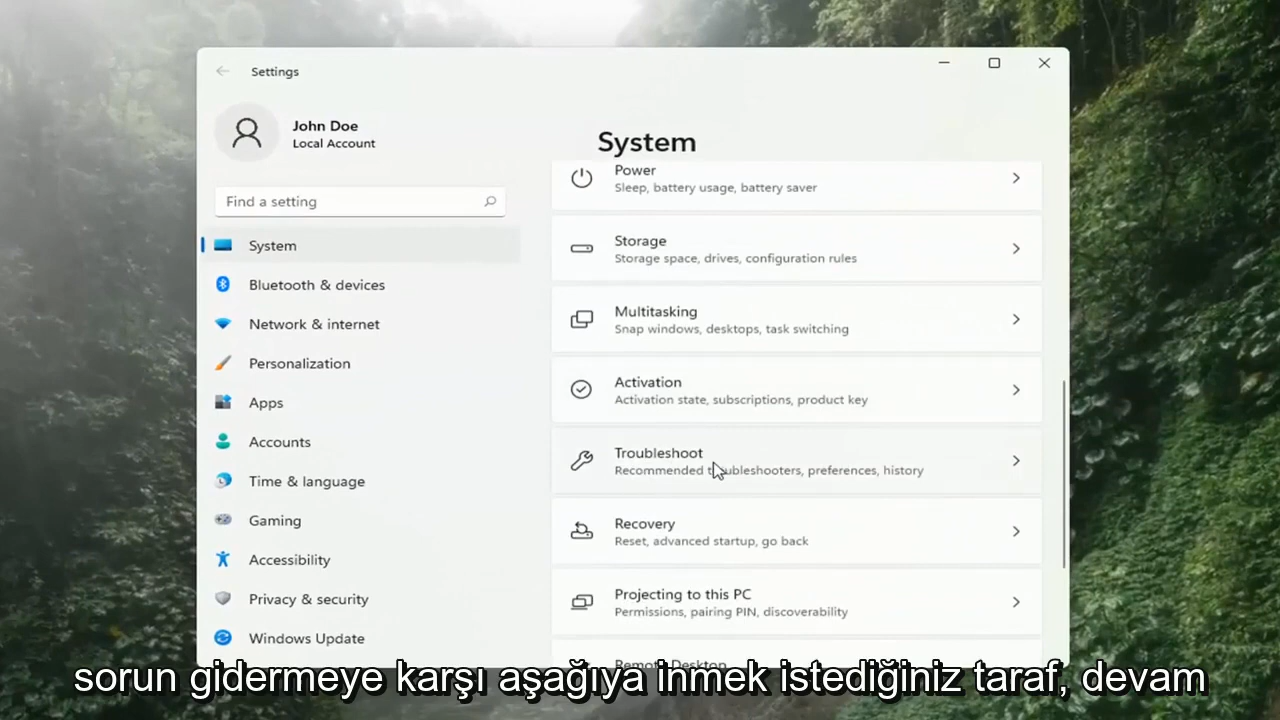 Settings
John Doe
Local Account
Find a setting
System
Bluetooth & devices
Network & internet
Personalization
Apps
Accounts
Time & language
Gaming
Accessibility
Privacy & security
Windows Update
System
Power
Sleep, battery usage, battery saver
Storage
Storage space, drives, configuration rules
Multitasking
Snap windows, desktops, task switching
Activation
Activation state, subscriptions, product key
Troubleshoot
Recommended troubleshooters, preferences, history
Recovery
Reset, advanced startup, go back
Projecting to this PC
Permissions, pairing PIN, discoverability
Remote Desktop
sorun gidermeye karşı aşağıya ihmek istediğiniz taraf, devam